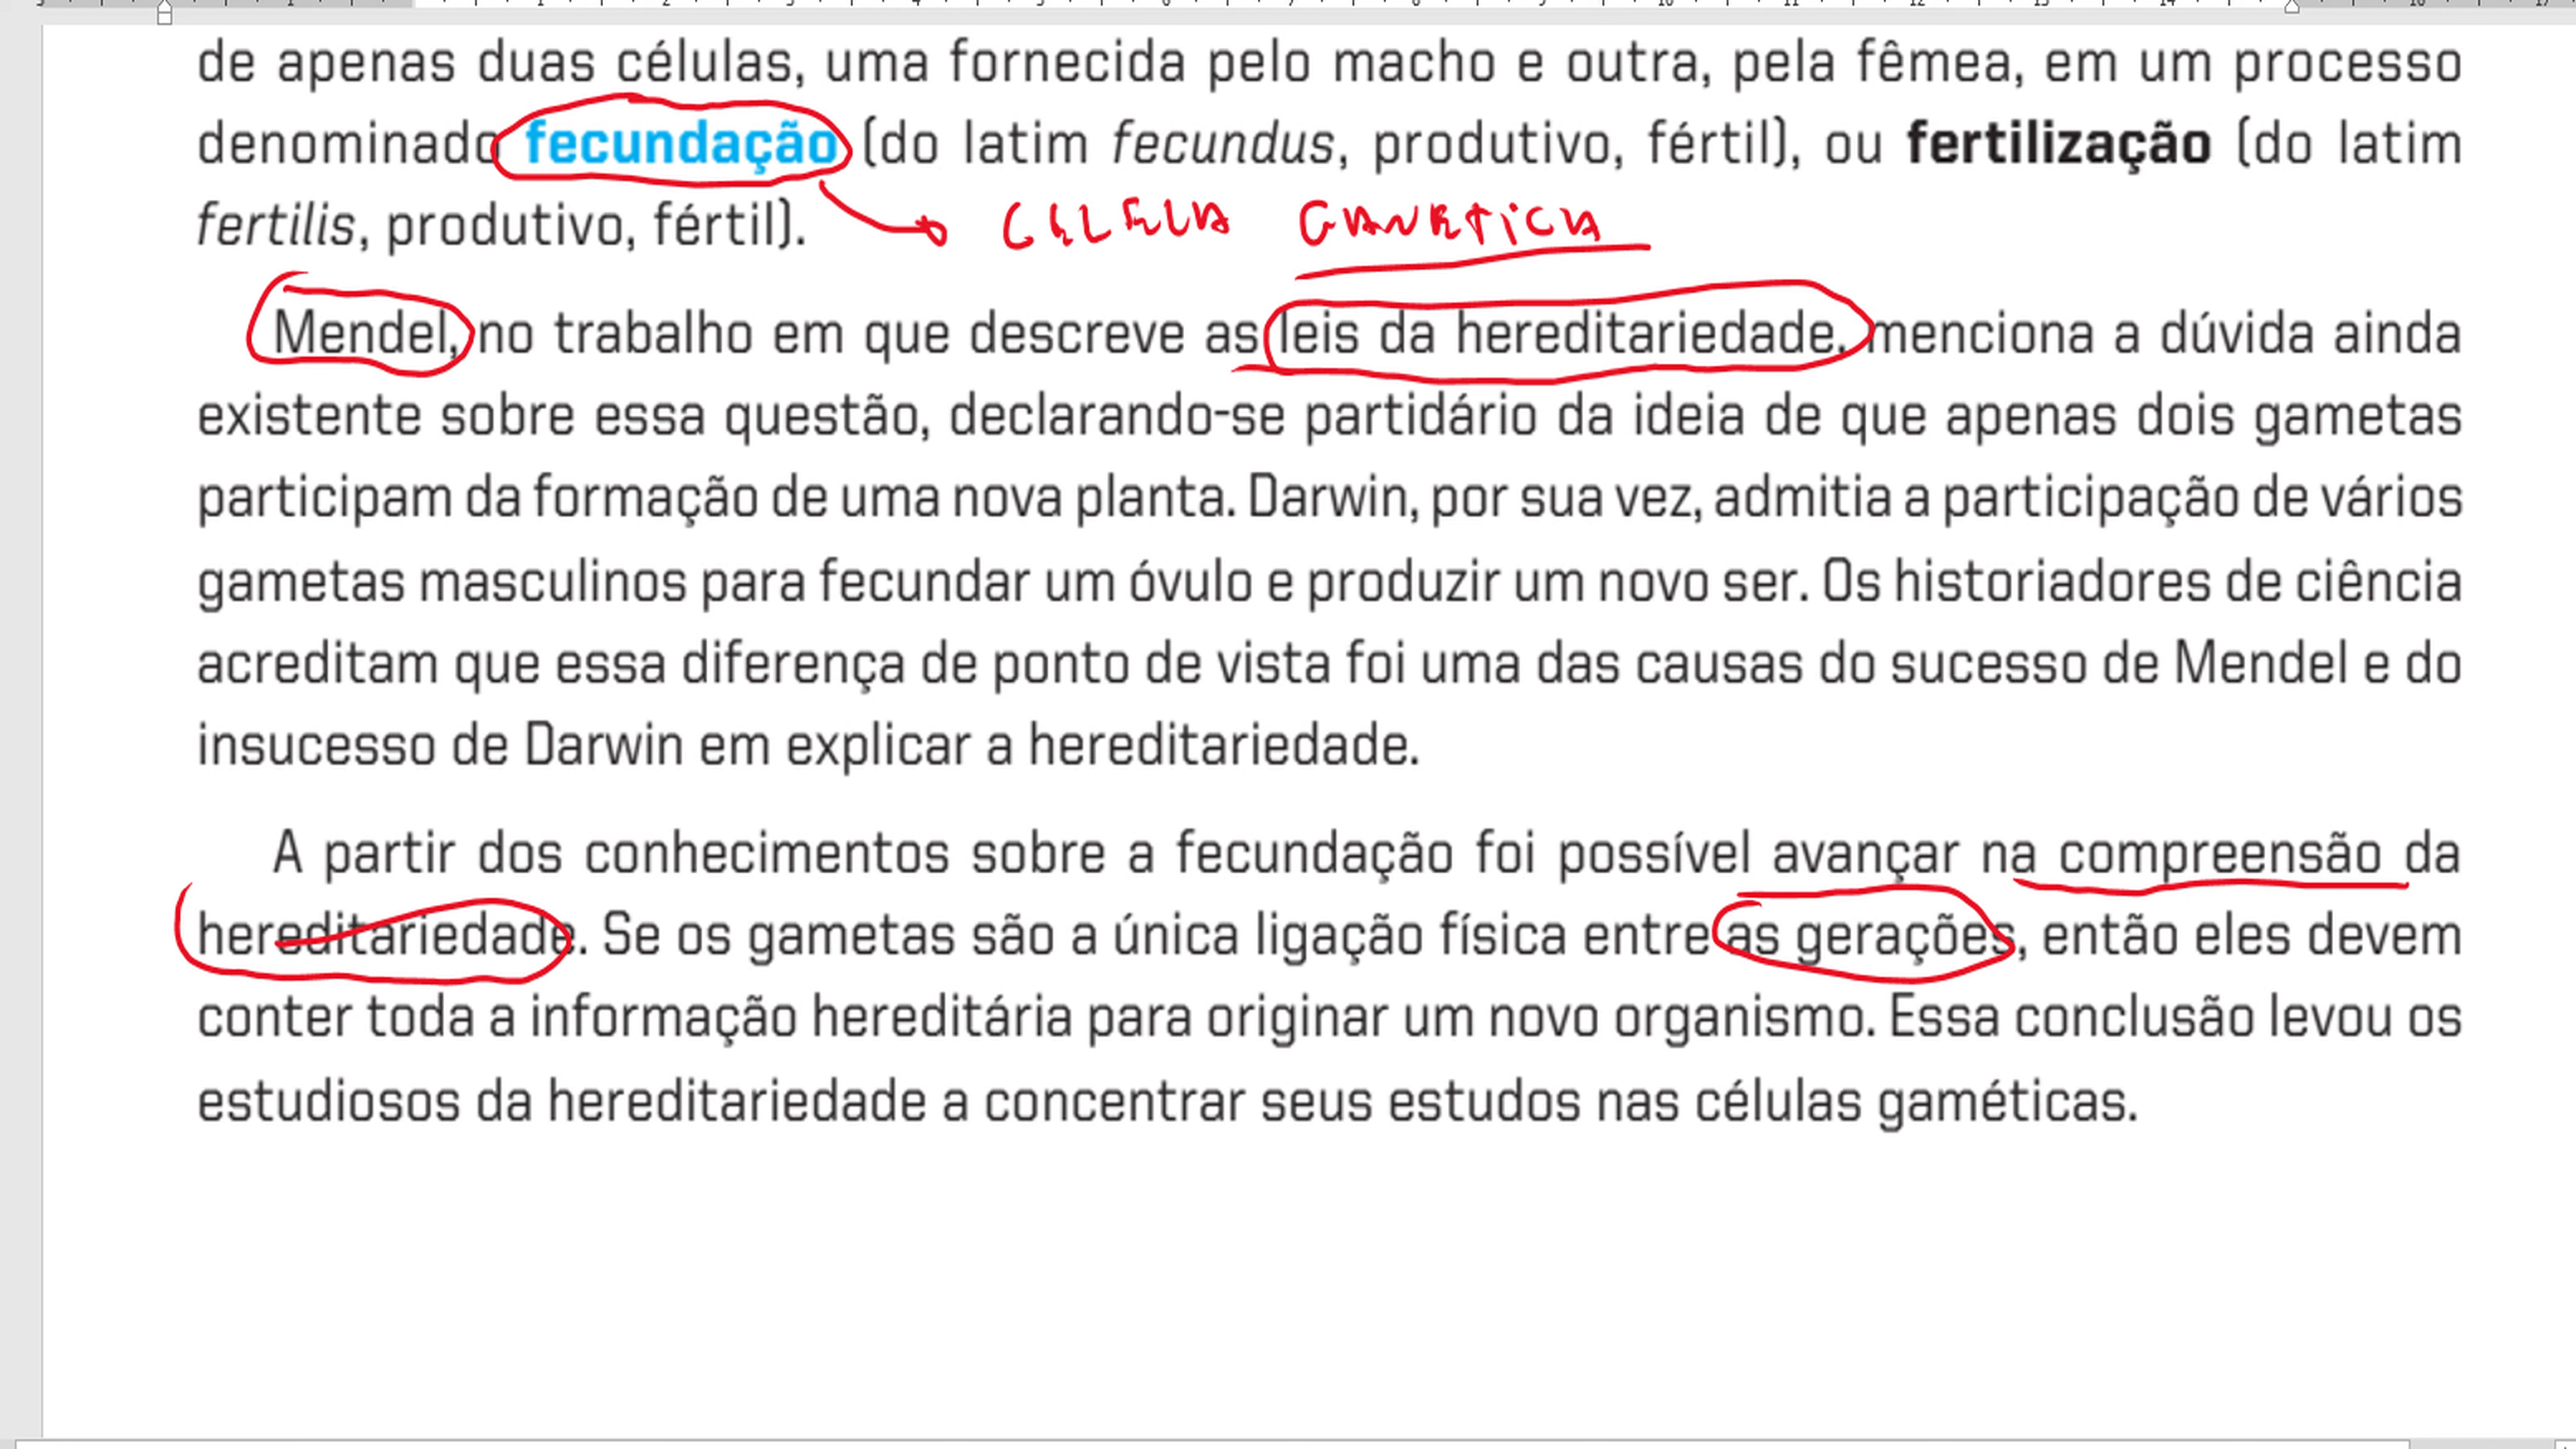 de apenas duas células, uma fornecida pelo macho e outra, pela fêmea, em um processo
denominado fecundação (do latim fecundus, produtivo, fértil), ou fertilização (do latim
fertilis, produtivo, fértil).
Mendel, no trabalho em que descreve as leis da hereditariedade, menciona a dúvida ainda
existente sobre essa questão, declarando-se partidário da ideia de que apenas dois gametas
participam da formação de uma nova planta. Darwin, por sua vez, admitia a participação de vários
gametas masculinos para fecundar um óvulo e produzir um novo ser. Os historiadores de ciência
acreditam que essa diferença de ponto de vista foi uma das causas do sucesso de Mendel e do
insucesso de Darwin em explicar a hereditariedade.
A partir dos conhecimentos sobre a fecundação foi possível avançar na compreensão da
hereditariedade. Se os gametas são a única ligação física entre as gerações, então eles devem
conter toda a informação hereditária para originar um novo organismo. Essa conclusão levou os
estudiosos da hereditariedade a concentrar seus estudos nas células gaméticas.